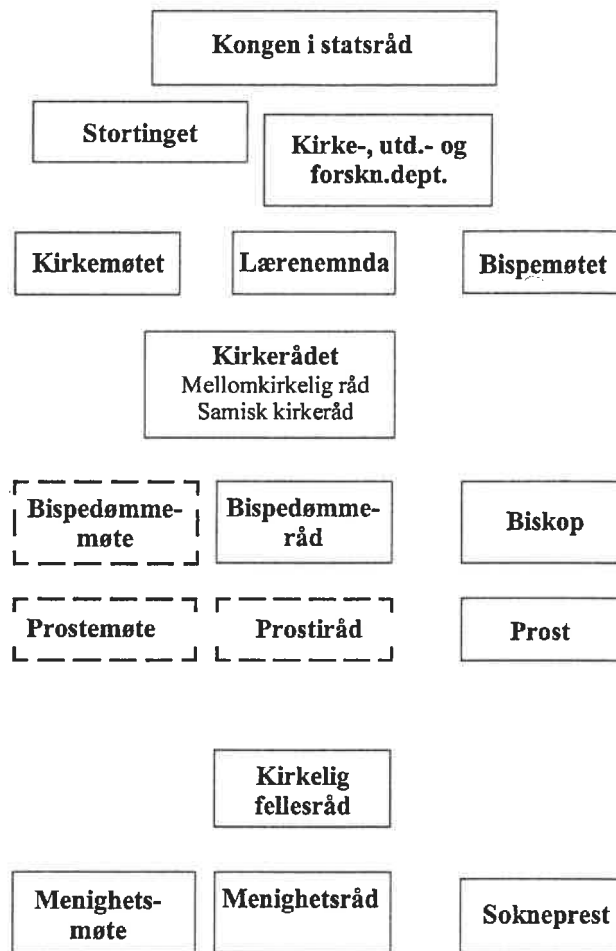 Kongen i statsråd
Stortinget
Kirke-, utd.- og
forskn.dept.
Kirkemøtet
Lærenemnda
Bispemøtet
Kirkerådet
Mellomkirkelig råd
Samisk kirkeråd
Bispedømme-
møte
Bispedømme-
råd
Biskop
Prostemøte
Prostiråd
Prost
Kirkelig
fellesråd
Menighets-
møte
Menighetsråd
Sokneprest